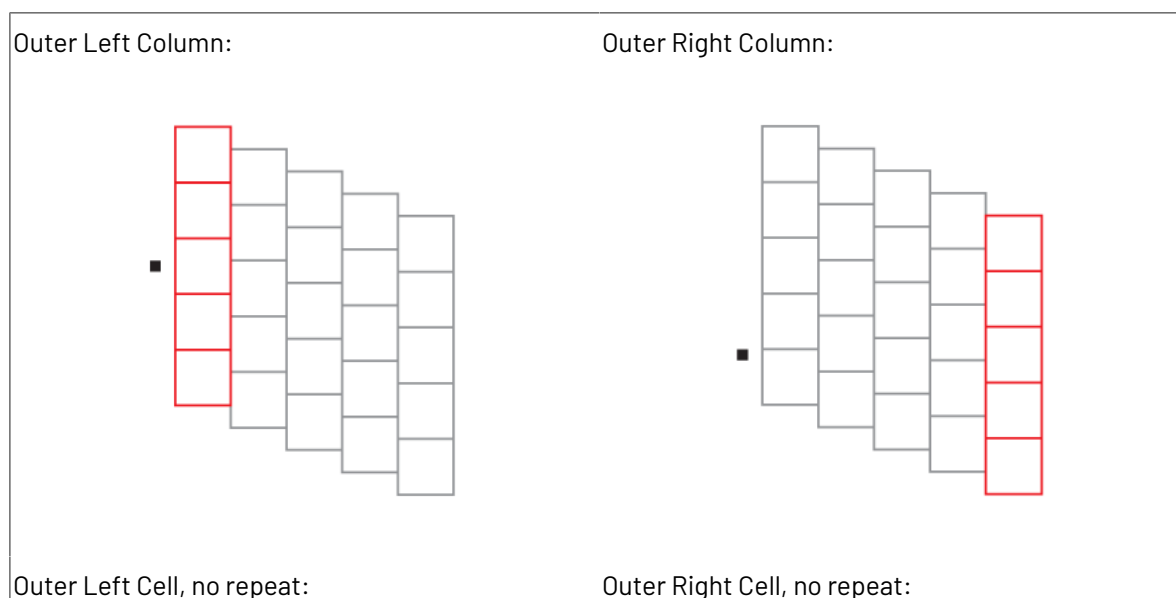 Outer Left Column:
Outer Right Column:
Outer Left Cell, no repeat:
Outer Right Cell, no repeat: